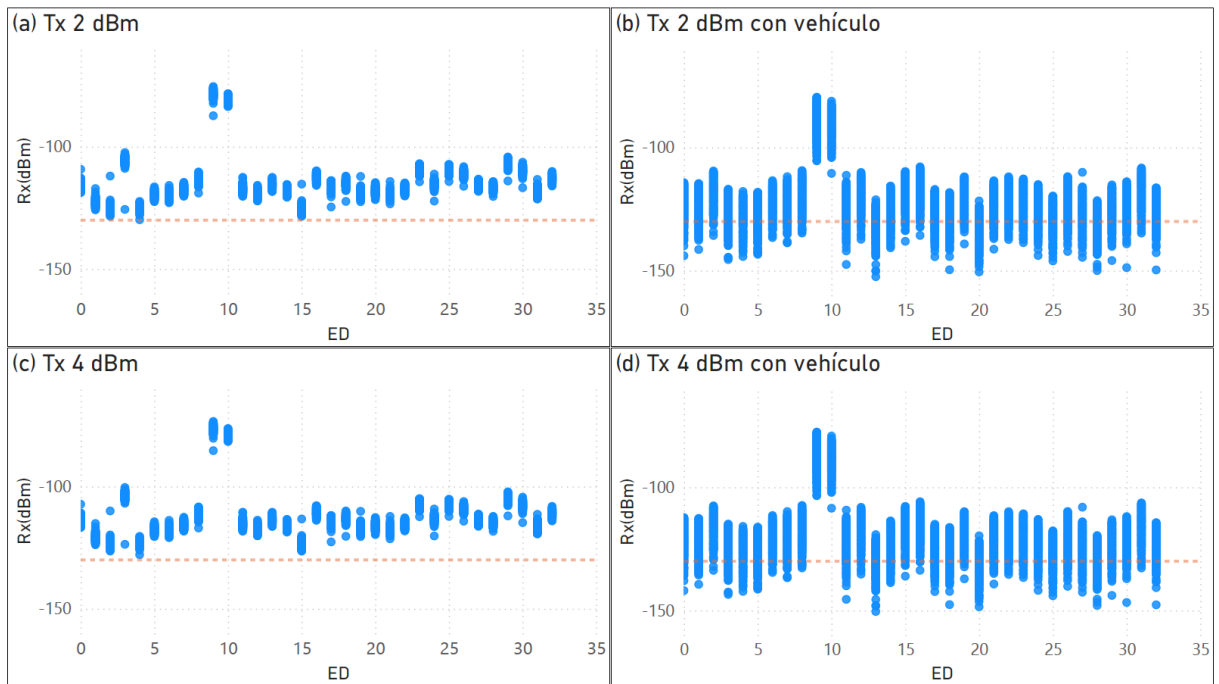 (a) Tx 2 dBm
Rx(dBm)
-100
-150
0 5 10 15 20 25 30 35
ED
(b) Tx 2 dBm con vehículo
Rx(dBm)
-100
-150
0 5 10 15 20 25 30 35
ED
(c) Tx 4 dBm
Rx(dBm)
-100
-150
0 5 10 15 20 25 30 35
ED
(d) Tx 4 dBm con vehículo
Rx(dBm)
-100
-150
0 5 10 15 20 25 30 35
ED